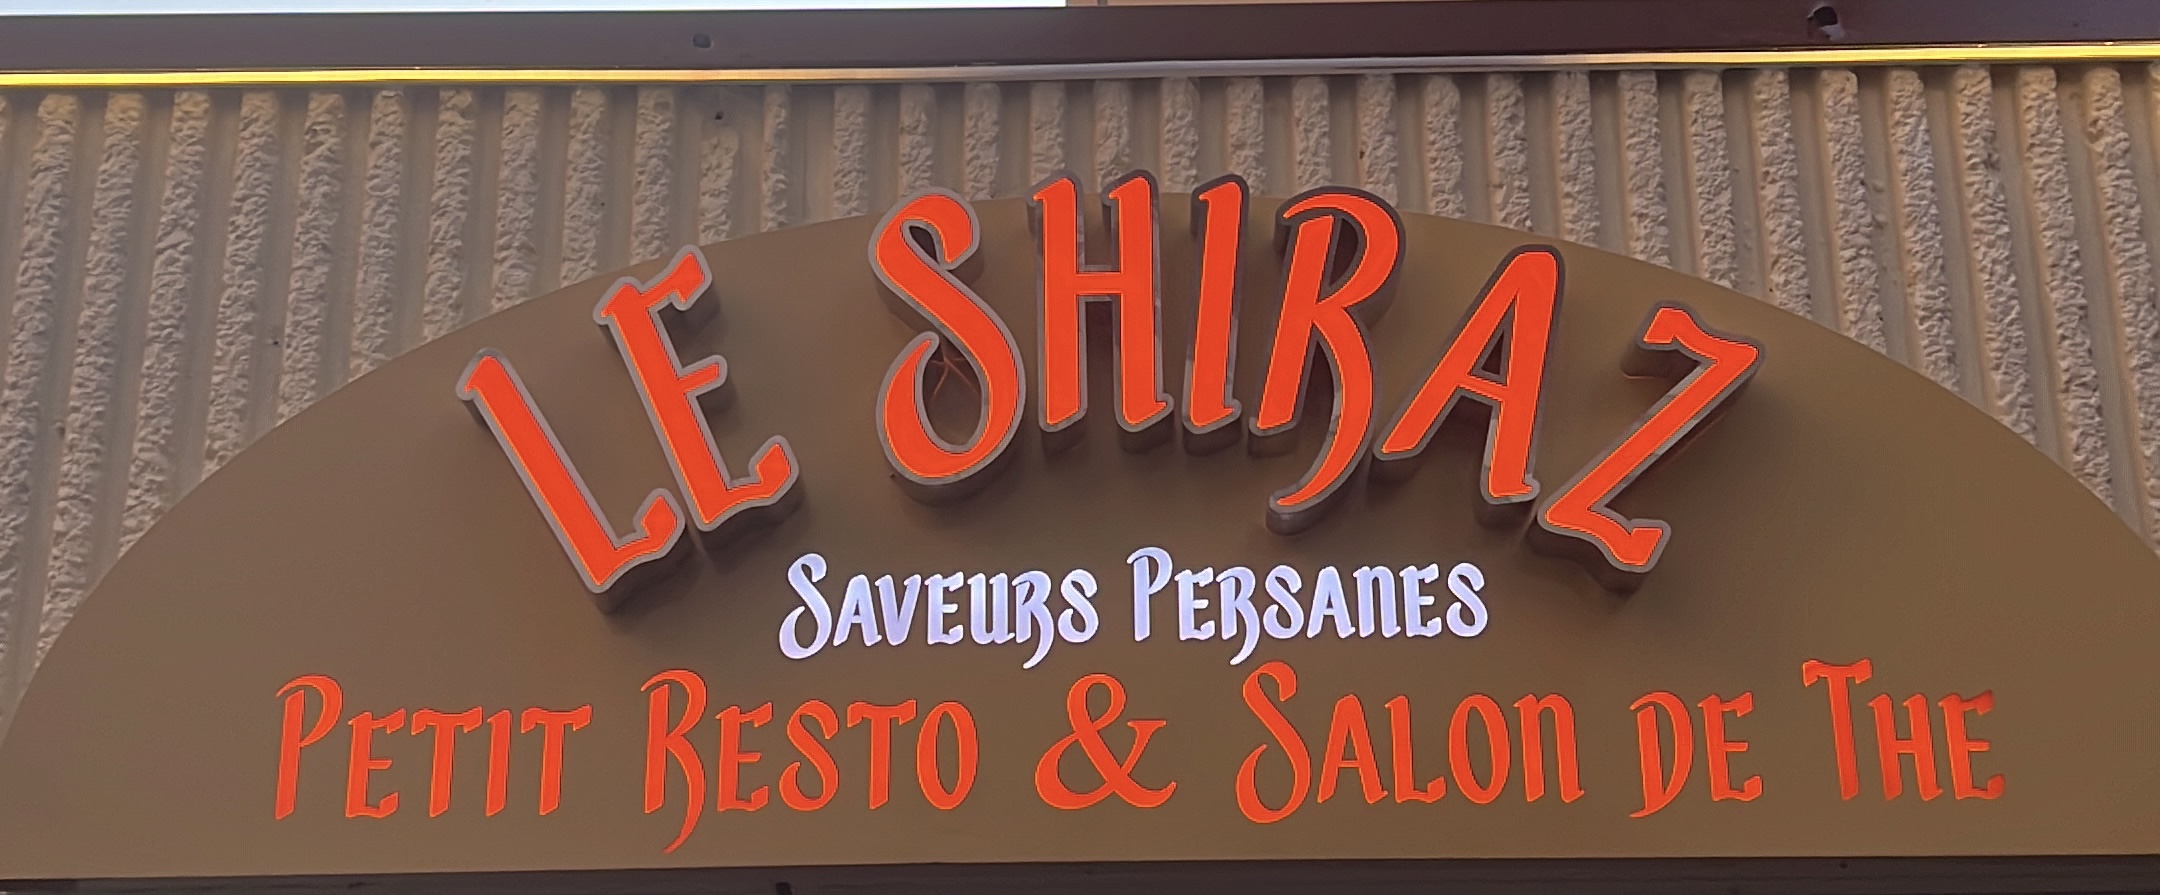 LE SHIRAZ
SAVEURS PERSANES
PETIT RESTO & SALON DE THE